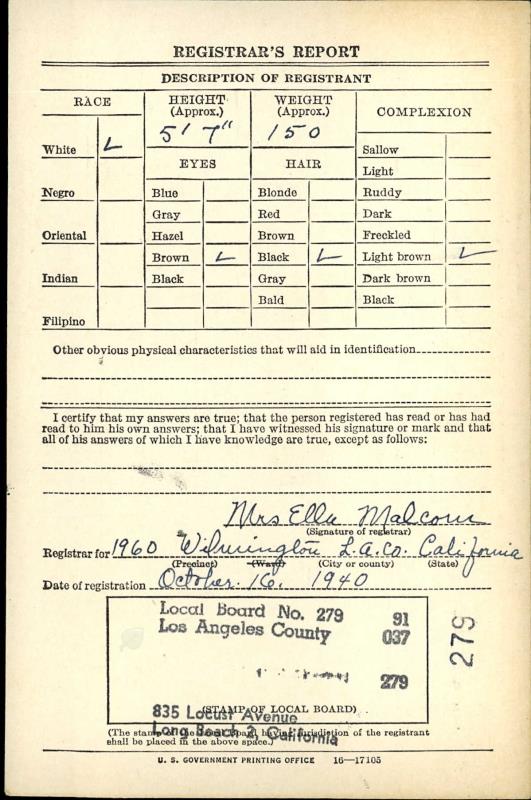 REGISTRAR'S REPORT
DESCRIPTION OF REGISTRANT
RACE
HEIGHT (Approx.)
WEIGHT (Approx.)
COMPLEXION
5' 7"
150
White ✓
EYES
HAIR
Sallow
Light
Negro
Blue
Blonde
Ruddy
Gray
Red
Dark
Oriental
Hazel
Brown
Freckled
Brown ✓
Black ✓
Light brown ✓
Indian
Black
Gray
Dark brown
Bald
Black
Filipino
Other obvious physical characteristics that will aid in identification
I certify that my answers are true; that the person registered has read or has had
read to him his own answers; that I have witnessed his signature or mark and that
all of his answers of which I have knowledge are true, except as follows:
Mrs Ella Malcom
(Signature of registrar)
Registrar for 1960 Wilmington L.A. Co. California
(Precinct) (Ward) (City or county) (State)
Date of registration October 16, 1940
Local Board No. 279 91
Los Angeles County 037
279
279
(STAMP OF LOCAL BOARD)
835 Locust Avenue
Long Beach 2, California
(The stamp of the Local Board having jurisdiction of the registrant
shall be placed in the above space.)
U. S. GOVERNMENT PRINTING OFFICE 16—17105